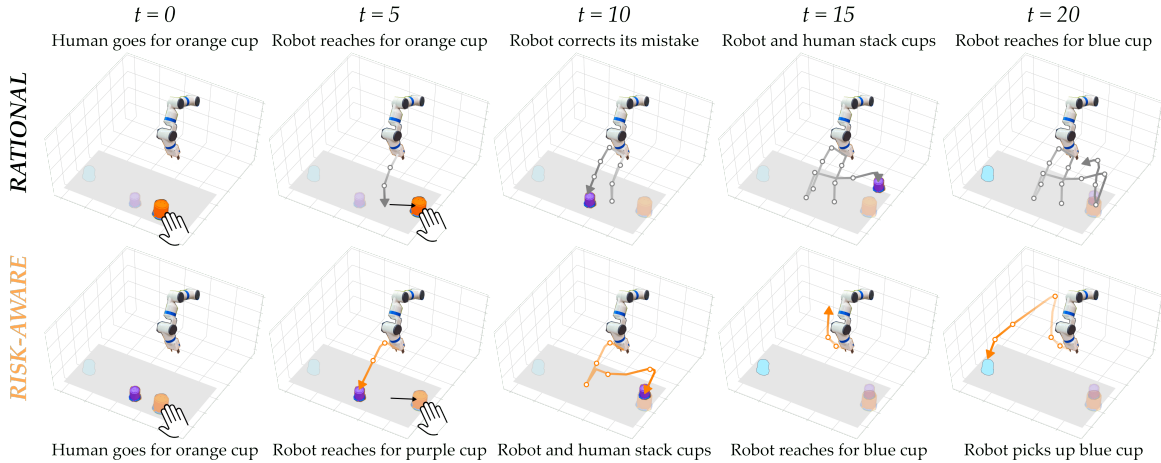 t = 0
t = 5
t = 10
t = 15
t = 20
Human goes for orange cup
Robot reaches for orange cup
Robot corrects its mistake
Robot and human stack cups
Robot reaches for blue cup
RATIONAL
RISK-AWARE
Human goes for orange cup
Robot reaches for purple cup
Robot and human stack cups
Robot reaches for blue cup
Robot picks up blue cup